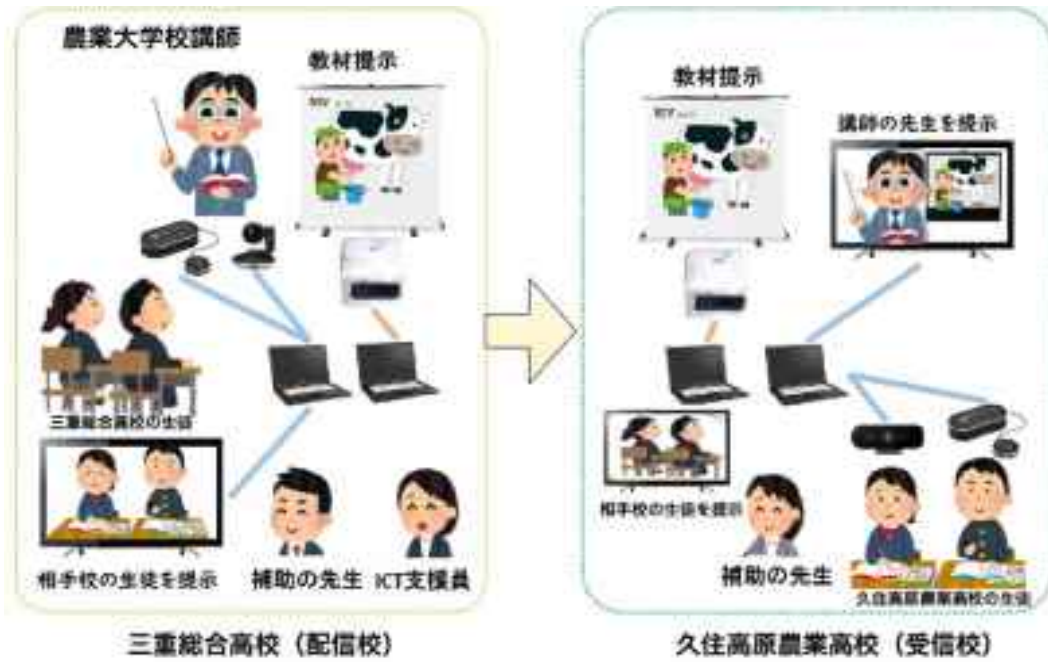 農業大学校講師
教材提示
三重総合高校の生徒
相手校の生徒を提示
補助の先生
ICT支援員
三重総合高校（配信校）
教材提示
講師の先生を提示
相手校の生徒を提示
補助の先生
久住高原農業高校の生徒
久住高原農業高校（受信校）